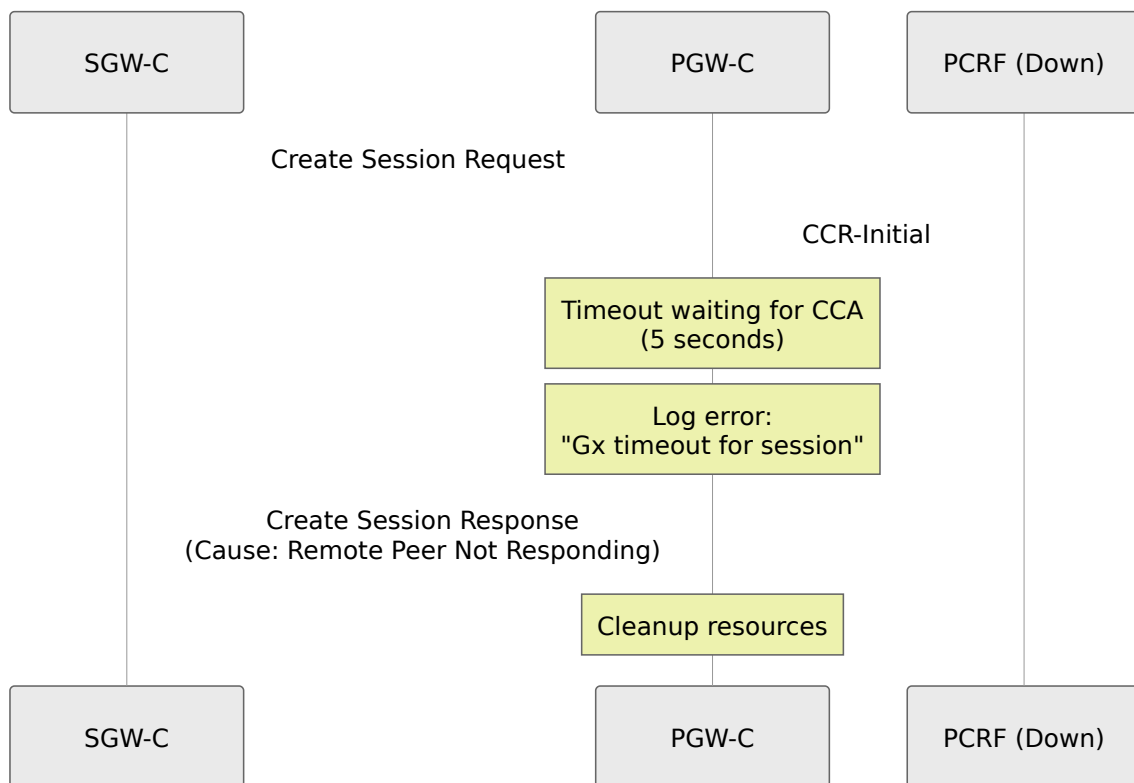 SGW-C
PGW-C
PCRF (Down)
Create Session Request
CCR-Initial
Timeout waiting for CCA
(5 seconds)
Log error:
"Gx timeout for session"
Create Session Response
(Cause: Remote Peer Not Responding)
Cleanup resources
SGW-C
PGW-C
PCRF (Down)